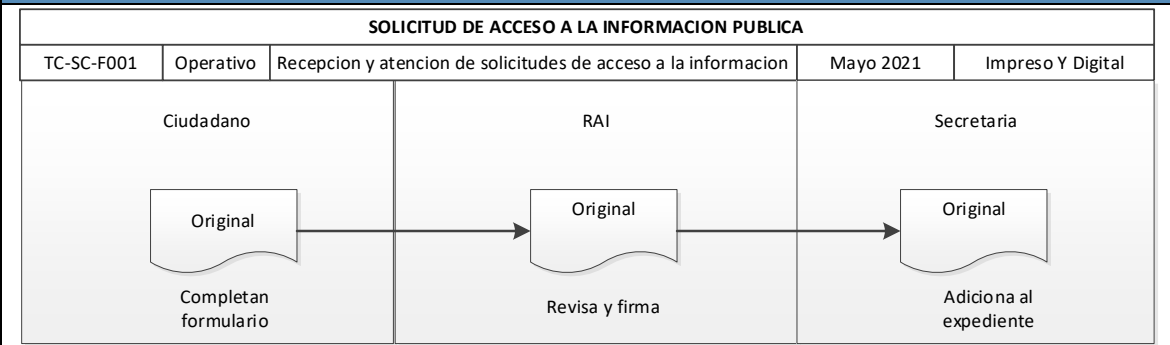 SOLICITUD DE ACCESO A LA INFORMACION PUBLICA
TC-SC-F001 Operativo Recepcion y atencion de solicitudes de acceso a la informacion Mayo 2021 Impreso Y Digital
Ciudadano RAI Secretaria
Original Original Original
Completan
formulario
Revisa y firma
Adiciona al
expediente